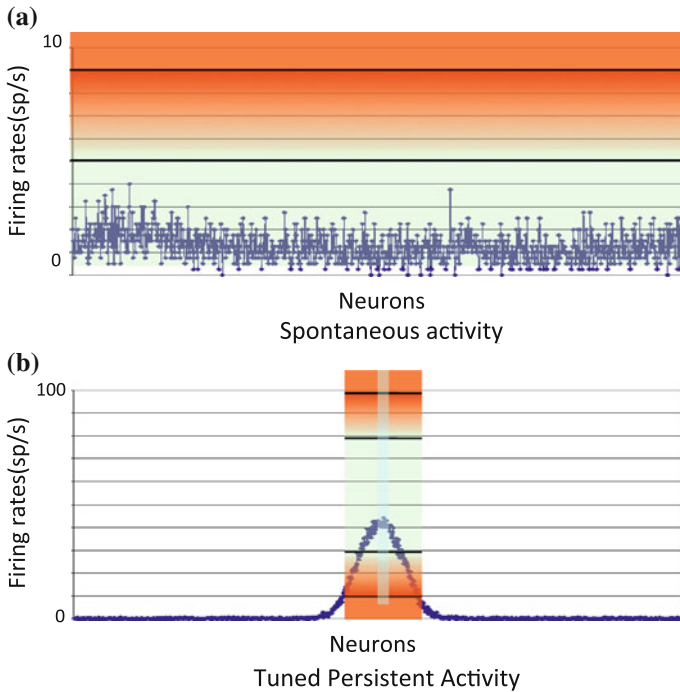 (a)
10
Firing rates(sp/s)
0
Neurons
Spontaneous activity
(b)
100
Firing rates(sp/s)
0
Neurons
Tuned Persistent Activity